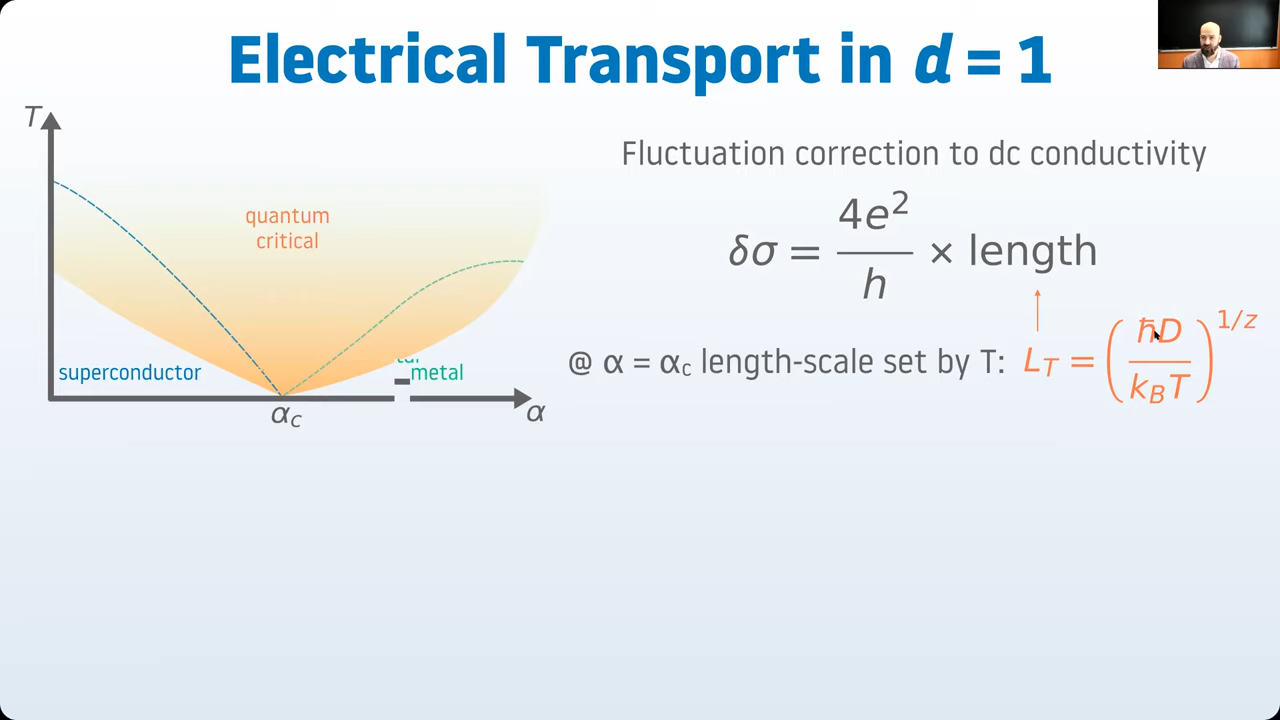 Electrical Transport in d = 1
T
quantum
critical
superconductor
metal
α_C
α
Fluctuation correction to dc conductivity
δσ = 4e²/h × length
@ α = α_C length-scale set by T: L_T = (ħD/k_BT)^{1/z}